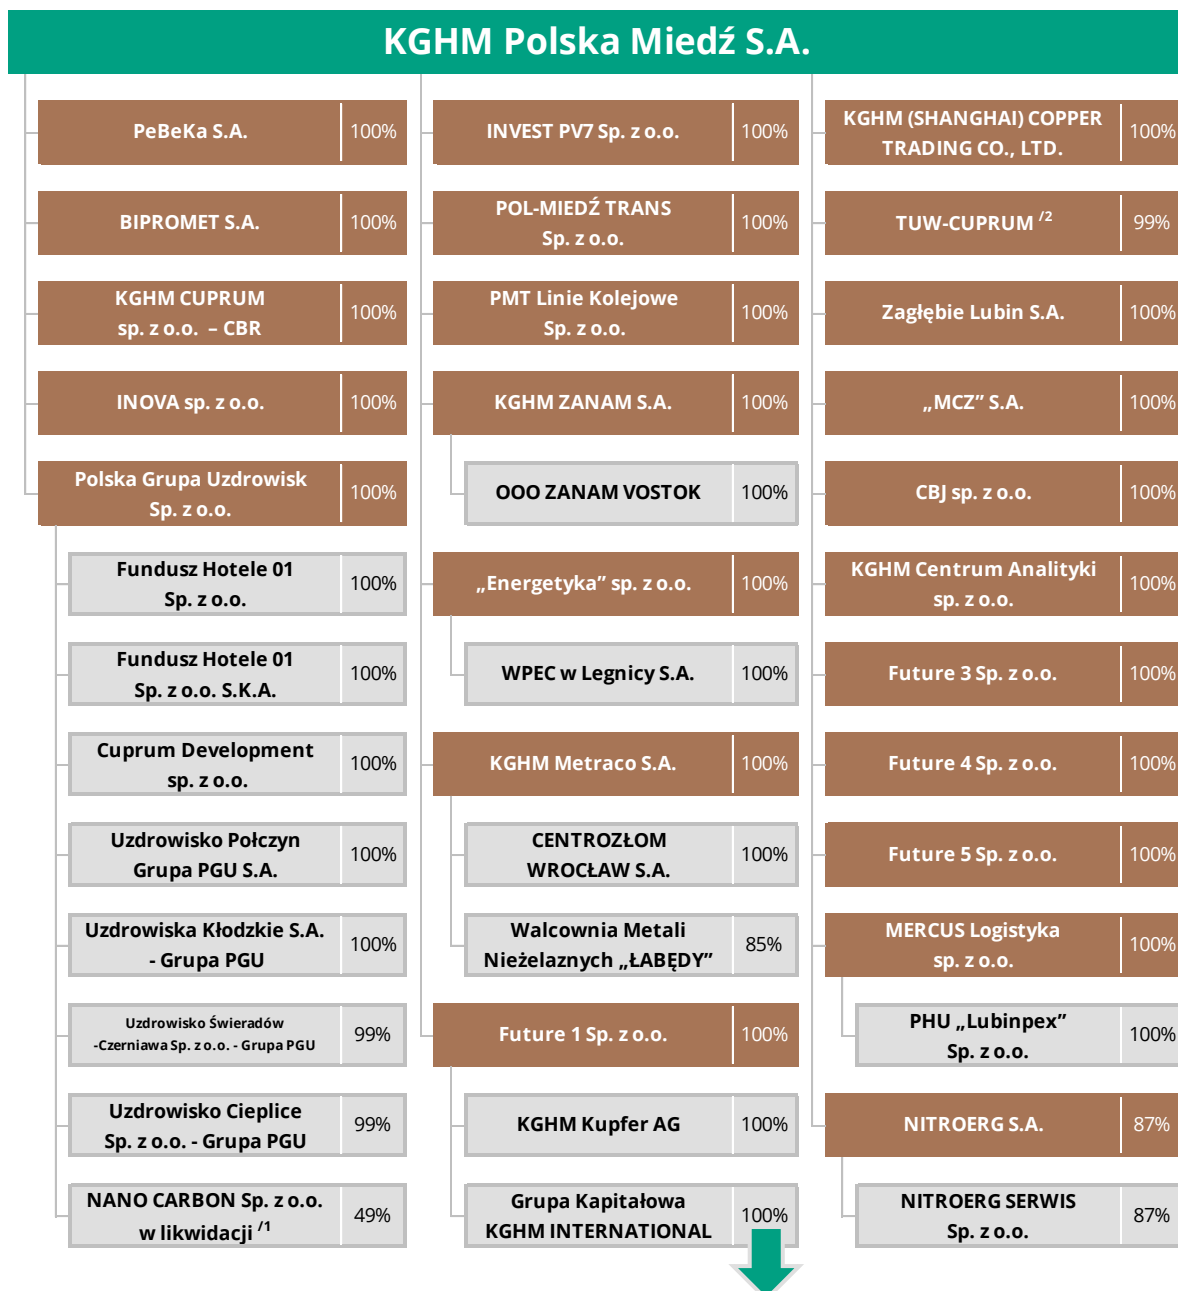 KGHM Polska Miedź S.A.
PeBeKa S.A.
100%
BIPROMET S.A.
100%
KGHM CUPRUM
sp. z o.o. – CBR
100%
INOVA sp. z o.o.
100%
Polska Grupa Uzdrowisk
Sp. z o.o.
100%
Fundusz Hotele 01
Sp. z o.o.
100%
Fundusz Hotele 01
Sp. z o.o. S.K.A.
100%
Cuprum Development
sp. z o.o.
100%
Uzdrowisko Połczyn
Grupa PGU S.A.
100%
Uzdrowiska Kłodzkie S.A.
- Grupa PGU
100%
Uzdrowisko Świeradów
-Czerniawa Sp. z o.o. - Grupa PGU
99%
Uzdrowisko Cieplice
Sp. z o.o. - Grupa PGU
99%
NANO CARBON Sp. z o.o.
w likwidacji /1
49%
INVEST PV7 Sp. z o.o.
100%
POL-MIEDŹ TRANS
Sp. z o.o.
100%
PMT Linie Kolejowe
Sp. z o.o.
100%
KGHM ZANAM S.A.
100%
OOO ZANAM VOSTOK
100%
„Energetyka” sp. z o.o.
100%
WPEC w Legnicy S.A.
100%
KGHM Metraco S.A.
100%
CENTROZŁOM
WROCŁAW S.A.
100%
Walcownia Metali
Nieżelaznych „ŁABĘDY”
85%
Future 1 Sp. z o.o.
100%
KGHM Kupfer AG
100%
Grupa Kapitałowa
KGHM INTERNATIONAL
100%
KGHM (SHANGHAI) COPPER
TRADING CO., LTD.
100%
TUW-CUPRUM /2
99%
Zagłębie Lubin S.A.
100%
„MCZ” S.A.
100%
CBJ sp. z o.o.
100%
KGHM Centrum Analityki
sp. z o.o.
100%
Future 3 Sp. z o.o.
100%
Future 4 Sp. z o.o.
100%
Future 5 Sp. z o.o.
100%
MERCUS Logistyka
sp. z o.o.
100%
PHU „Lubinpex”
Sp. z o.o.
100%
NITROERG S.A.
87%
NITROERG SERWIS
Sp. z o.o.
87%